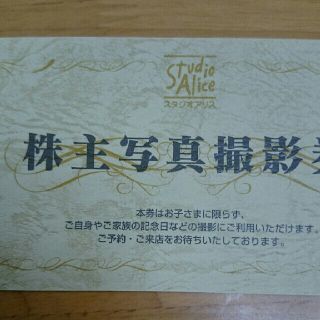 Studio
Alice
スタジオアリス
株主写真撮影券
本券はお子さまに限らず、
ご自身やご家族の記念日などの撮影にご利用いただけます。
ご予約・ご来店をお待ちいたしております。